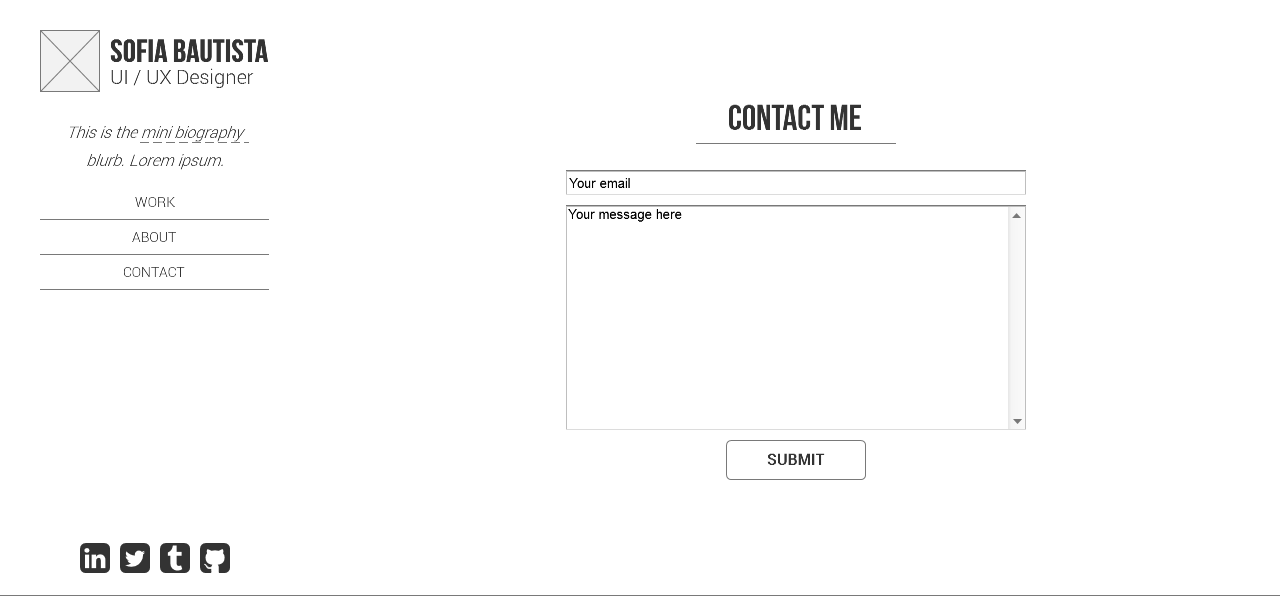 SOFIA BAUTISTA
UI / UX Designer
This is the mini biography
blurb. Lorem ipsum.
WORK
ABOUT
CONTACT
CONTACT ME
Your email
Your message here
SUBMIT